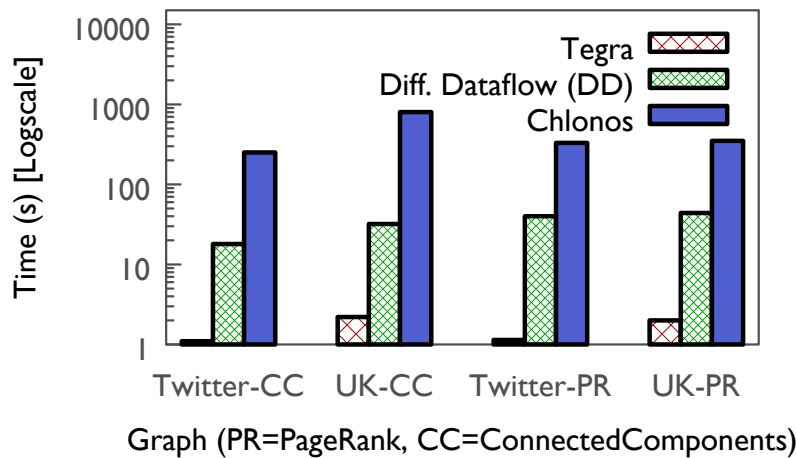 Time (s) [Logscale]
10000
1000
100
10
1
Tegra
Diff. Dataflow (DD)
Chlonos
Twitter-CC UK-CC Twitter-PR UK-PR
Graph (PR=PageRank, CC=ConnectedComponents)